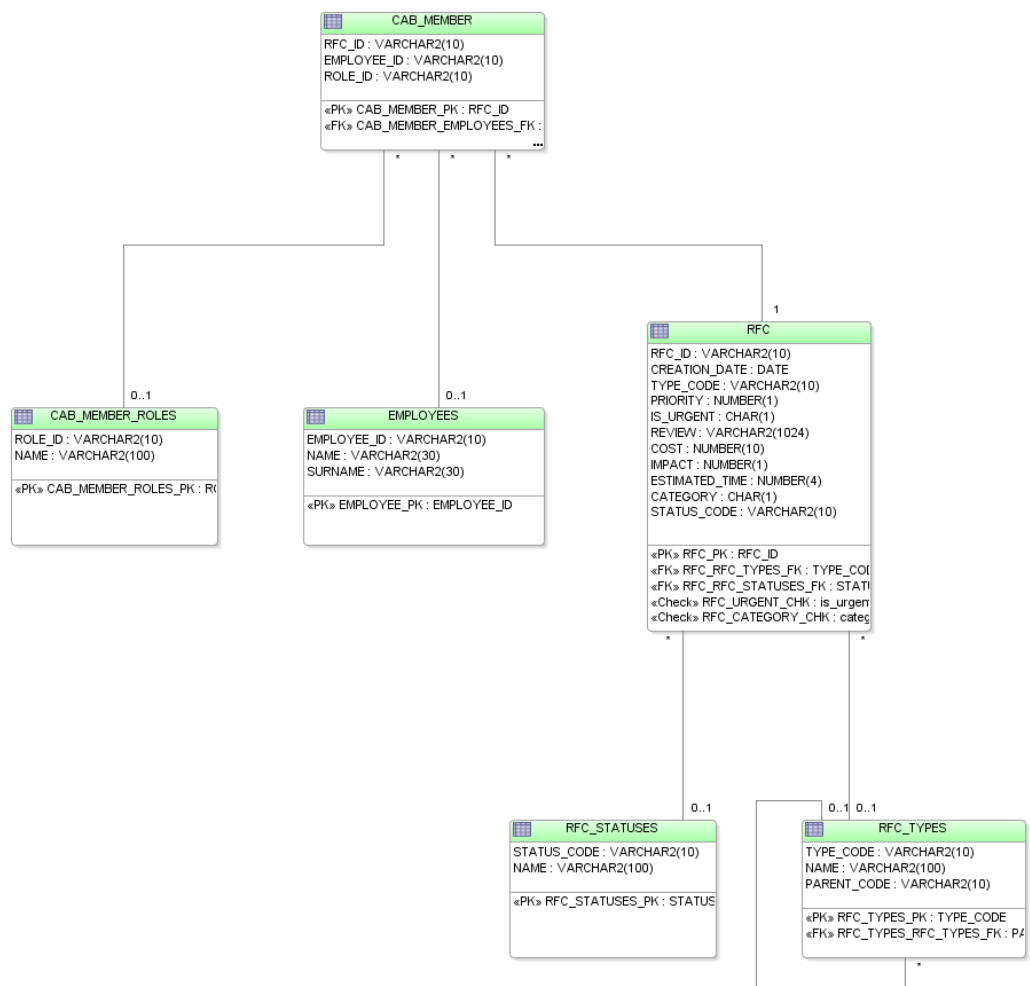 CAB_MEMBER
RFC_ID : VARCHAR2(10)
EMPLOYEE_ID : VARCHAR2(10)
ROLE_ID : VARCHAR2(10)
«PK» CAB_MEMBER_PK : RFC_ID
«FK» CAB_MEMBER_EMPLOYEES_FK :
...
* * *
1
RFC
RFC_ID : VARCHAR2(10)
CREATION_DATE : DATE
TYPE_CODE : VARCHAR2(10)
PRIORITY : NUMBER(1)
IS_URGENT : CHAR(1)
REVIEW : VARCHAR2(1024)
COST : NUMBER(10)
IMPACT : NUMBER(1)
ESTIMATED_TIME : NUMBER(4)
CATEGORY : CHAR(1)
STATUS_CODE : VARCHAR2(10)
«PK» RFC_PK : RFC_ID
«FK» RFC_RFC_TYPES_FK : TYPE_COD
«FK» RFC_RFC_STATUSES_FK : STATU
«Check» RFC_URGENT_CHK : is_urgen
«Check» RFC_CATEGORY_CHK : categ
* *
0..1
CAB_MEMBER_ROLES
ROLE_ID : VARCHAR2(10)
NAME : VARCHAR2(100)
«PK» CAB_MEMBER_ROLES_PK : RO
0..1
EMPLOYEES
EMPLOYEE_ID : VARCHAR2(10)
NAME : VARCHAR2(30)
SURNAME : VARCHAR2(30)
«PK» EMPLOYEE_PK : EMPLOYEE_ID
0..1
RFC_STATUSES
STATUS_CODE : VARCHAR2(10)
NAME : VARCHAR2(100)
«PK» RFC_STATUSES_PK : STATUS
0..1 0..1
RFC_TYPES
TYPE_CODE : VARCHAR2(10)
NAME : VARCHAR2(100)
PARENT_CODE : VARCHAR2(10)
«PK» RFC_TYPES_PK : TYPE_CODE
«FK» RFC_TYPES_RFC_TYPES_FK : PA
*